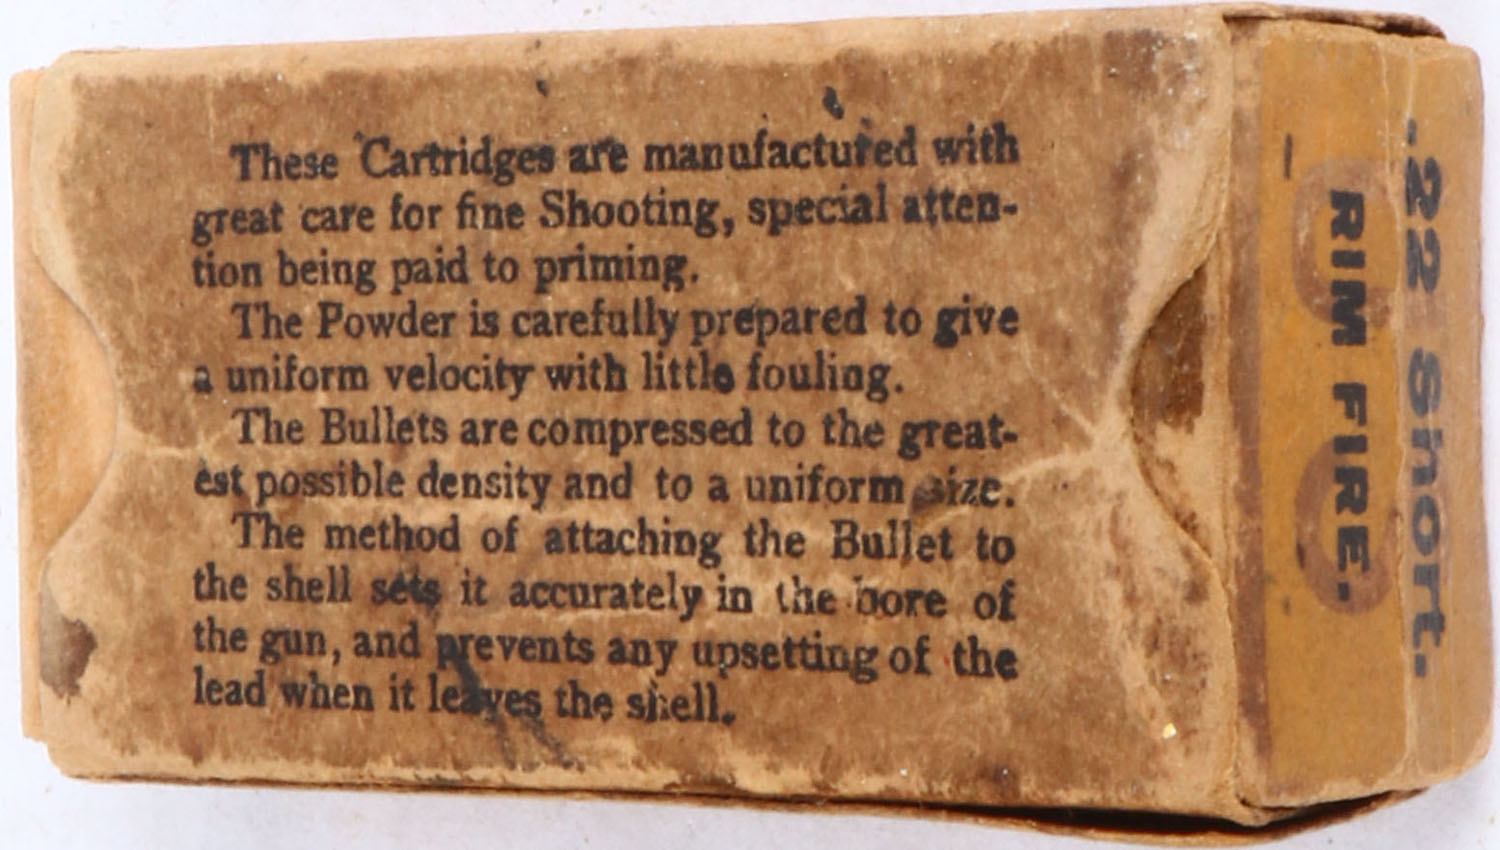 These Cartridges are manufactured with
great care for fine Shooting, special atten-
tion being paid to priming.
The Powder is carefully prepared to give
a uniform velocity with little fouling.
The Bullets are compressed to the great-
est possible density and to a uniform size.
The method of attaching the Bullet to
the shell sets it accurately in the bore of
the gun, and prevents any upsetting of the
lead when it leaves the shell.
.22 Short.
RIM FIRE.